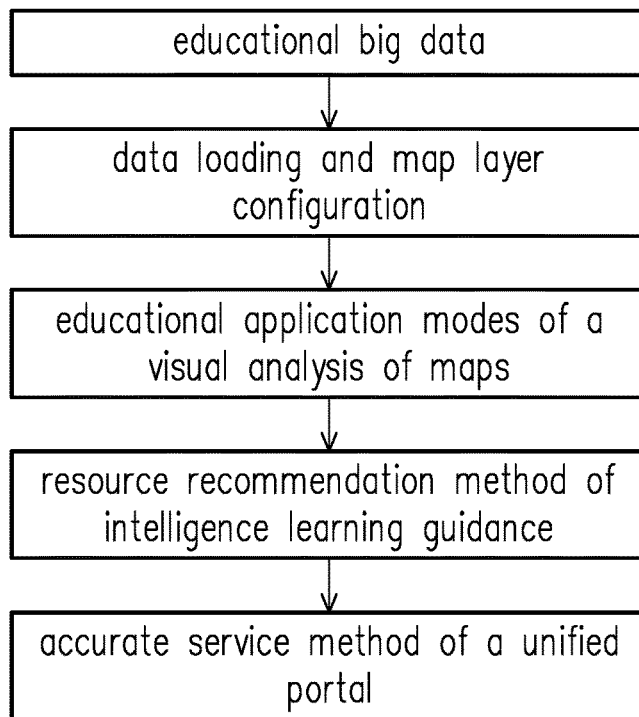 educational big data
data loading and map layer
configuration
educational application modes of a
visual analysis of maps
resource recommendation method of
intelligence learning guidance
accurate service method of a unified
portal